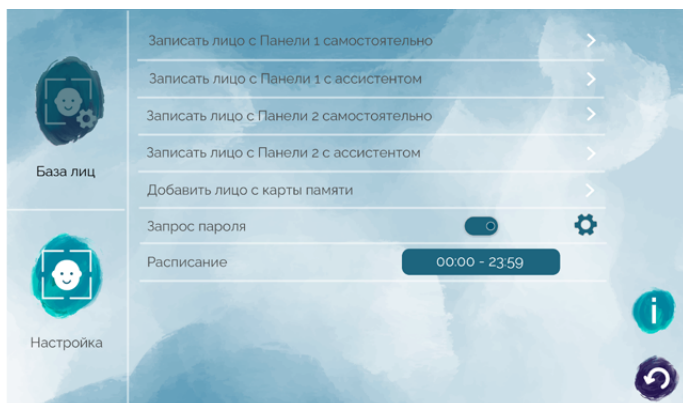 Записать лицо с Панели 1 самостоятельно
Записать лицо с Панели 1 с ассистентом
Записать лицо с Панели 2 самостоятельно
Записать лицо с Панели 2 с ассистентом
База лиц
Добавить лицо с карты памяти
Запрос пароля
Расписание 00:00 - 23:59
Настройка